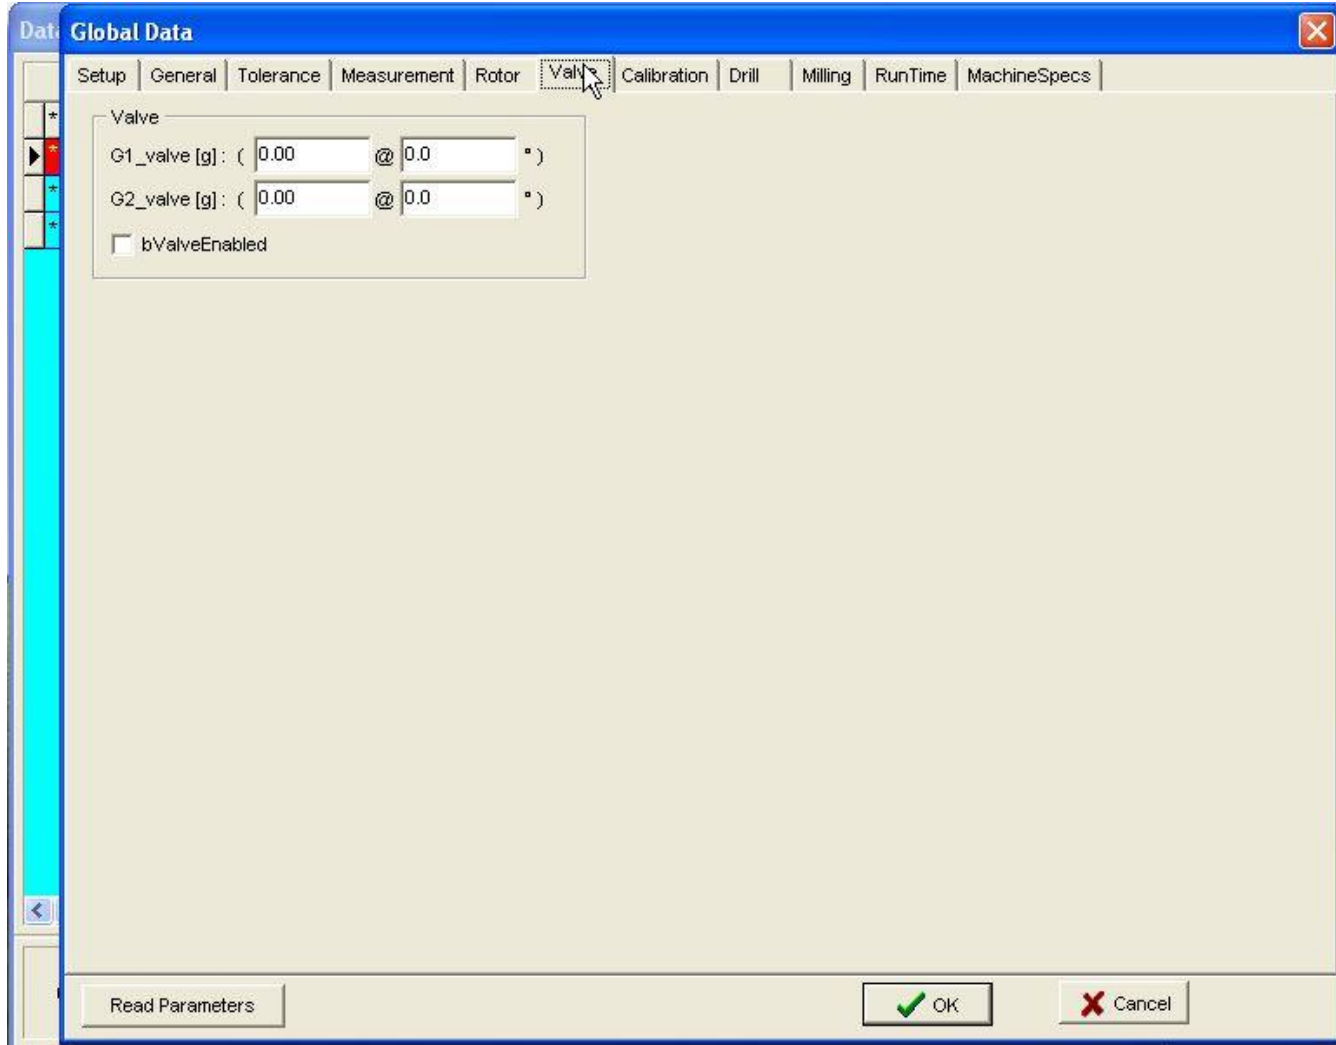 Data
Global Data
Setup General Tolerance Measurement Rotor Valve Calibration Drill Milling RunTime MachineSpecs
Valve
G1_valve [g] : ( 0.00 @ 0.0 ° )
G2_valve [g] : ( 0.00 @ 0.0 ° )
bValveEnabled
Read Parameters OK Cancel